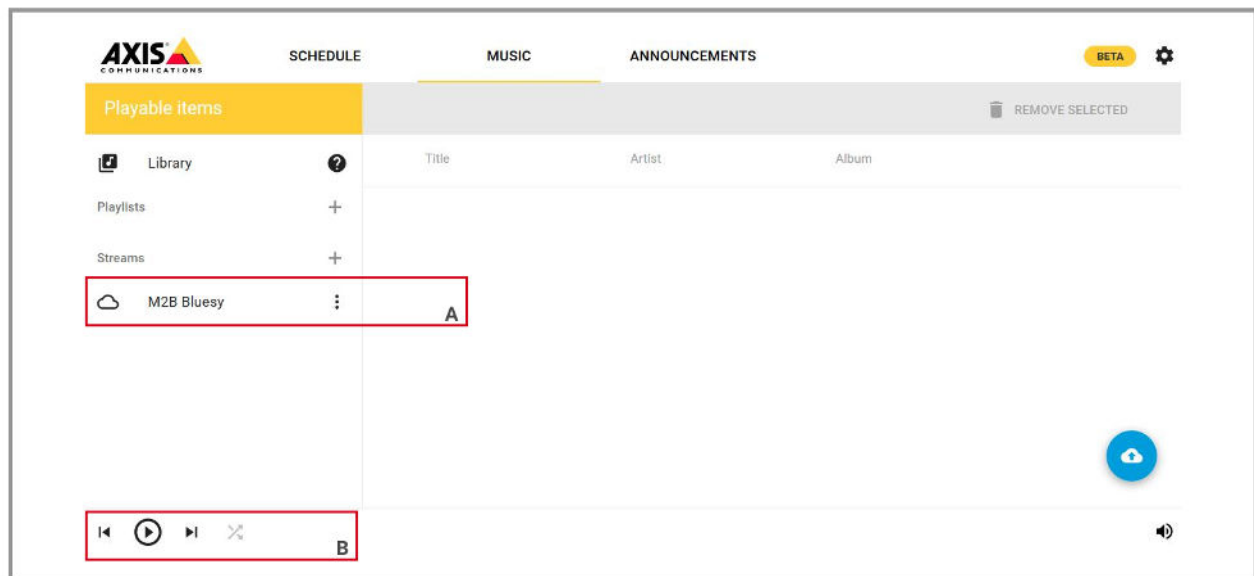 AXIS
COMMUNICATIONS
SCHEDULE MUSIC ANNOUNCEMENTS BETA
Playable items REMOVE SELECTED
Library Title Artist Album
Playlists
Streams
M2B Bluesy A
B